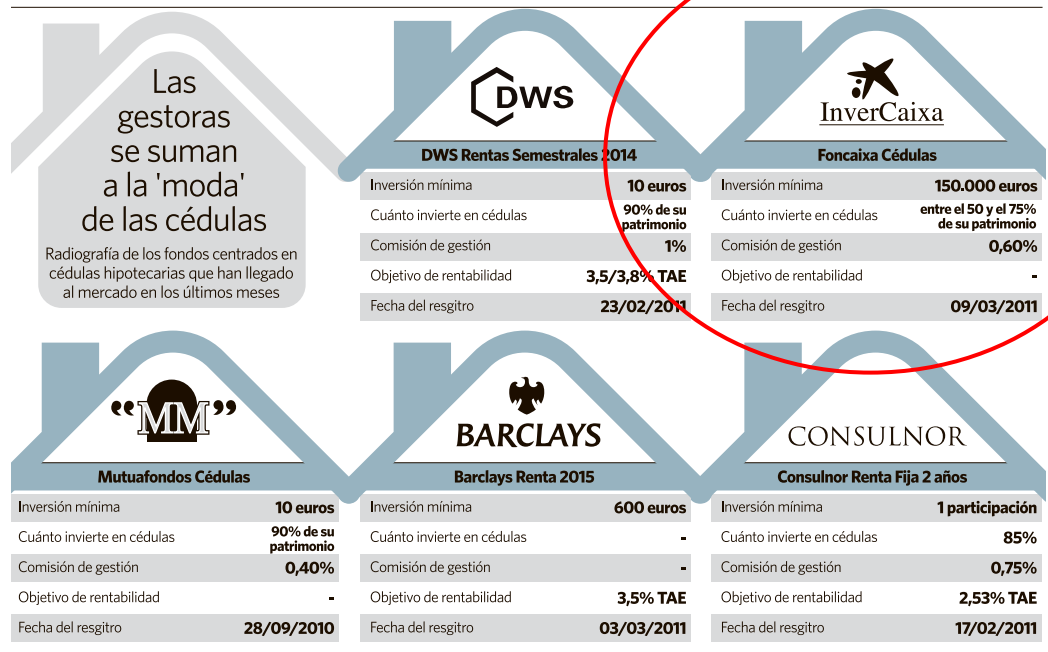 Las
gestoras
se suman
a la 'moda'
de las cédulas
Radiografía de los fondos centrados en
cédulas hipotecarias que han llegado
al mercado en los últimos meses
DWS
DWS Rentas Semestrales 2014
Inversión mínima 10 euros
Cuánto invierte en cédulas 90% de su
patrimonio
Comisión de gestión 1%
Objetivo de rentabilidad 3,5/3,8% TAE
Fecha del resgitro 23/02/2011
InverCaixa
Foncaixa Cédulas
Inversión mínima 150.000 euros
Cuánto invierte en cédulas entre el 50 y el 75%
de su patrimonio
Comisión de gestión 0,60%
Objetivo de rentabilidad -
Fecha del resgitro 09/03/2011
“MM”
Mutuafondos Cédulas
Inversión mínima 10 euros
Cuánto invierte en cédulas 90% de su
patrimonio
Comisión de gestión 0,40%
Objetivo de rentabilidad -
Fecha del resgitro 28/09/2010
BARCLAYS
Barclays Renta 2015
Inversión mínima 600 euros
Cuánto invierte en cédulas -
Comisión de gestión -
Objetivo de rentabilidad 3,5% TAE
Fecha del resgitro 03/03/2011
CONSULNOR
Consulnor Renta Fija 2 años
Inversión mínima 1 participación
Cuánto invierte en cédulas 85%
Comisión de gestión 0,75%
Objetivo de rentabilidad 2,53% TAE
Fecha del resgitro 17/02/2011